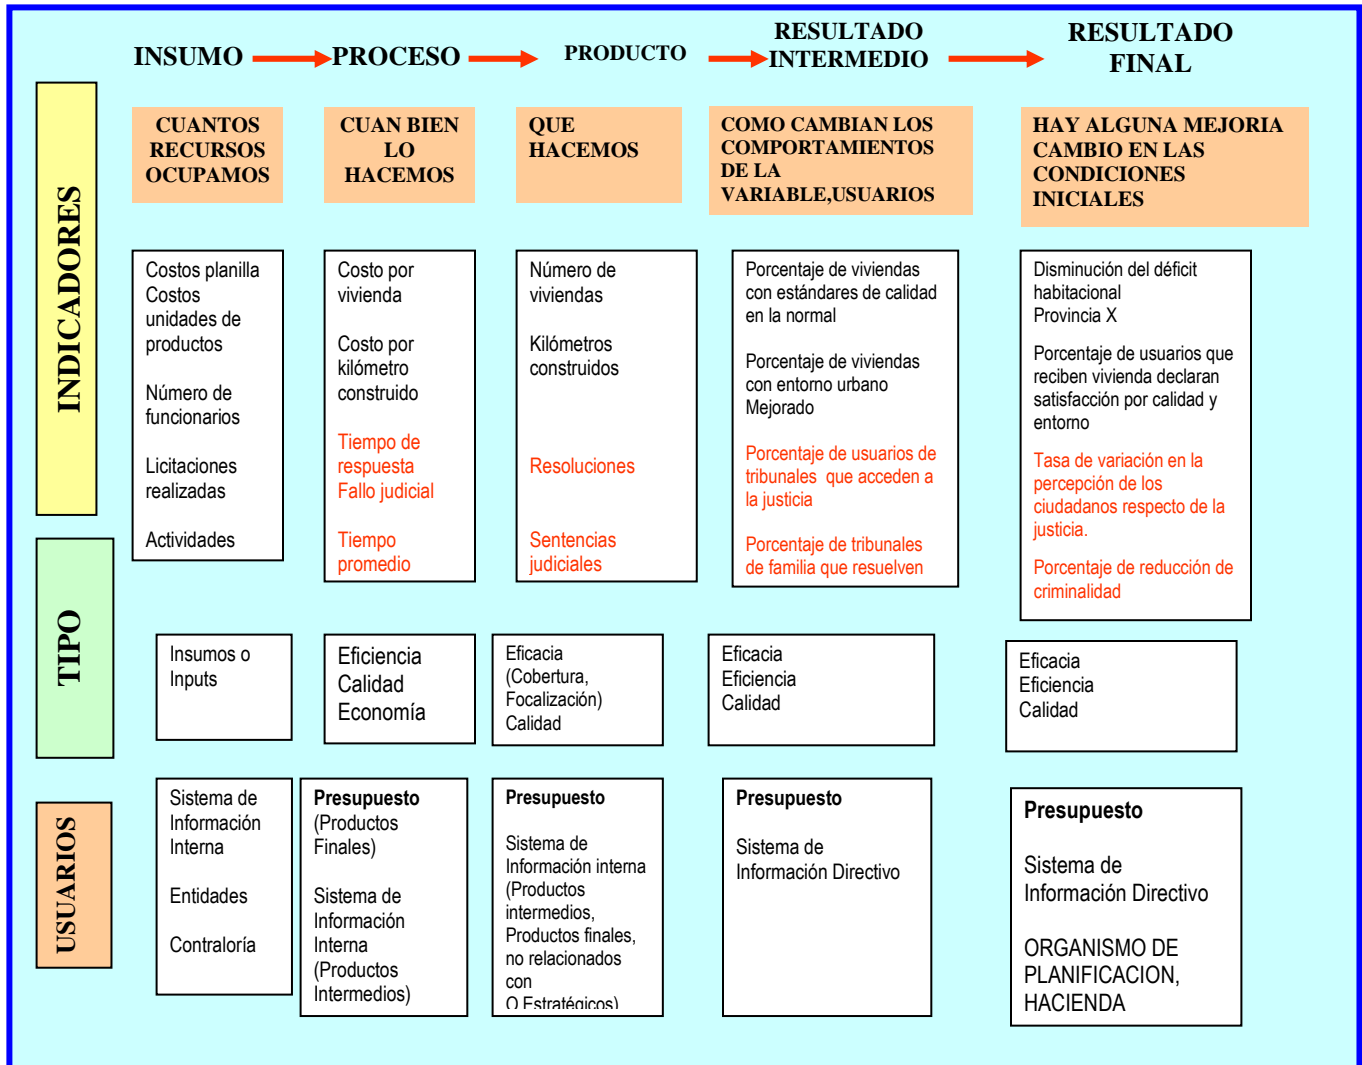 INSUMO
PROCESO
PRODUCTO
RESULTADO
INTERMEDIO
RESULTADO
FINAL
INDICADORES
CUANTOS
RECURSOS
OCUPAMOS
CUAN BIEN
LO
HACEMOS
QUE
HACEMOS
COMO CAMBIAN LOS
COMPORTAMIENTOS
DE LA
VARIABLE,USUARIOS
HAY ALGUNA MEJORIA
CAMBIO EN LAS
CONDICIONES
INICIALES
Costos planilla
Costos
unidades de
productos
Número de
funcionarios
Licitaciones
realizadas
Actividades
Costo por
vivienda
Costo por
kilómetro
construido
Tiempo de
respuesta
Fallo judicial
Tiempo
promedio
Número de
viviendas
Kilómetros
construidos
Resoluciones
Sentencias
judiciales
Porcentaje de viviendas
con estándares de calidad
en la normal
Porcentaje de viviendas
con entorno urbano
Mejorado
Porcentaje de usuarios de
tribunales que acceden a
la justicia
Porcentaje de tribunales
de familia que resuelven
Disminución del déficit
habitacional
Provincia X
Porcentaje de usuarios que
reciben vivienda declaran
satisfacción por calidad y
entorno
Tasa de variación en la
percepción de los
ciudadanos respecto de la
justicia.
Porcentaje de reducción de
criminalidad
TIPO
Insumos o
Inputs
Eficiencia
Calidad
Economía
Eficacia
(Cobertura,
Focalización)
Calidad
Eficacia
Eficiencia
Calidad
Eficacia
Eficiencia
Calidad
USUARIOS
Sistema de
Información
Interna
Entidades
Contraloría
Presupuesto
(Productos
Finales)
Sistema de
Información
Interna
(Productos
Intermedios)
Presupuesto
Sistema de
Información interna
(Productos
intermedios,
Productos finales,
no relacionados
con
O Estratégicos)
Presupuesto
Sistema de
Información Directivo
Presupuesto
Sistema de
Información Directivo
ORGANISMO DE
PLANIFICACION,
HACIENDA